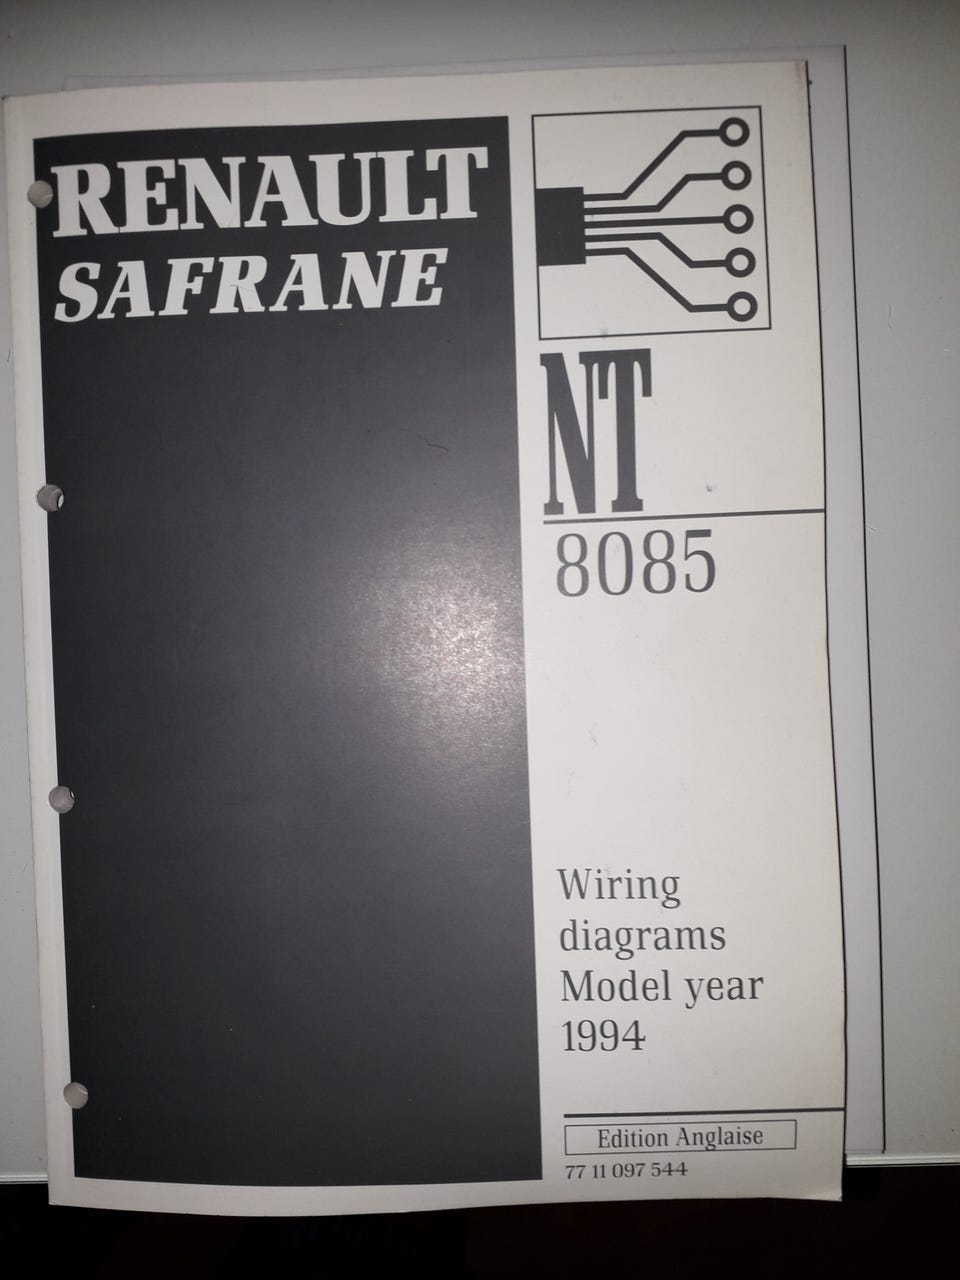 RENAULT
SAFRANE
NT
8085
Wiring
diagrams
Model year
1994
Edition Anglaise
77 11 097 544